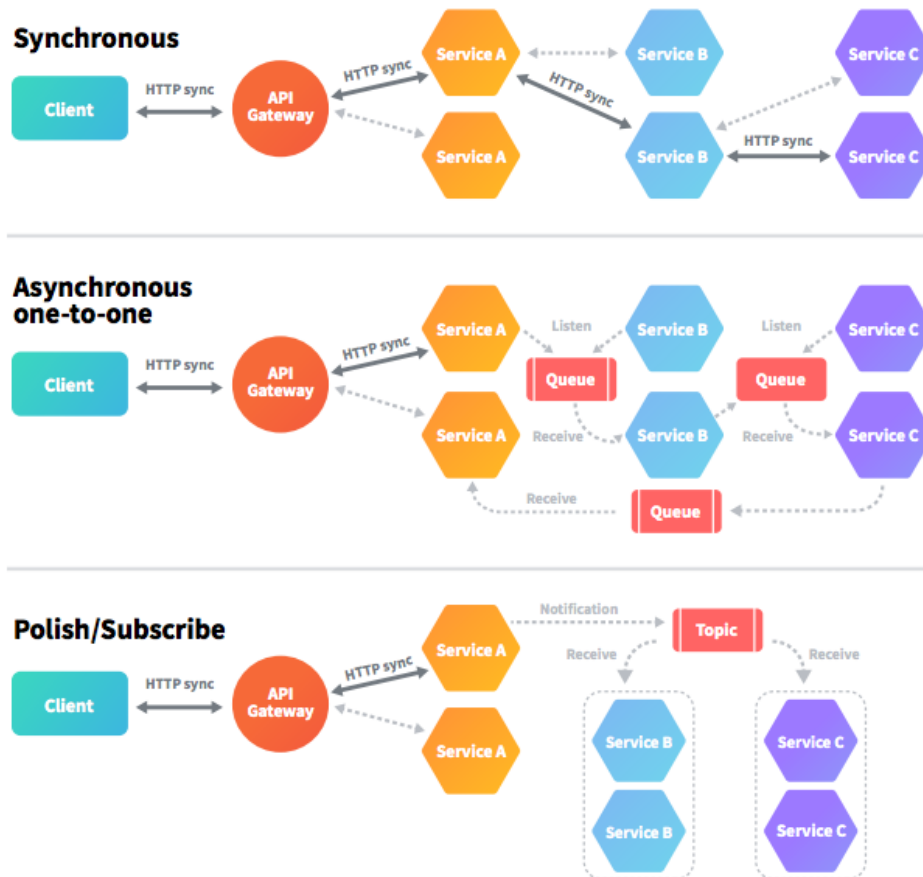 Synchronous
Client
HTTP sync
API
Gateway
HTTP sync
Service A
Service A
HTTP sync
Service B
Service B
HTTP sync
Service C
Service C
Asynchronous
one-to-one
Client
HTTP sync
API
Gateway
HTTP sync
Service A
Service A
Listen
Queue
Receive
Service B
Service B
Listen
Queue
Receive
Service C
Service C
Receive
Queue
Polish/Subscribe
Client
HTTP sync
API
Gateway
HTTP sync
Service A
Service A
Notification
Topic
Receive
Receive
Service B
Service B
Service C
Service C